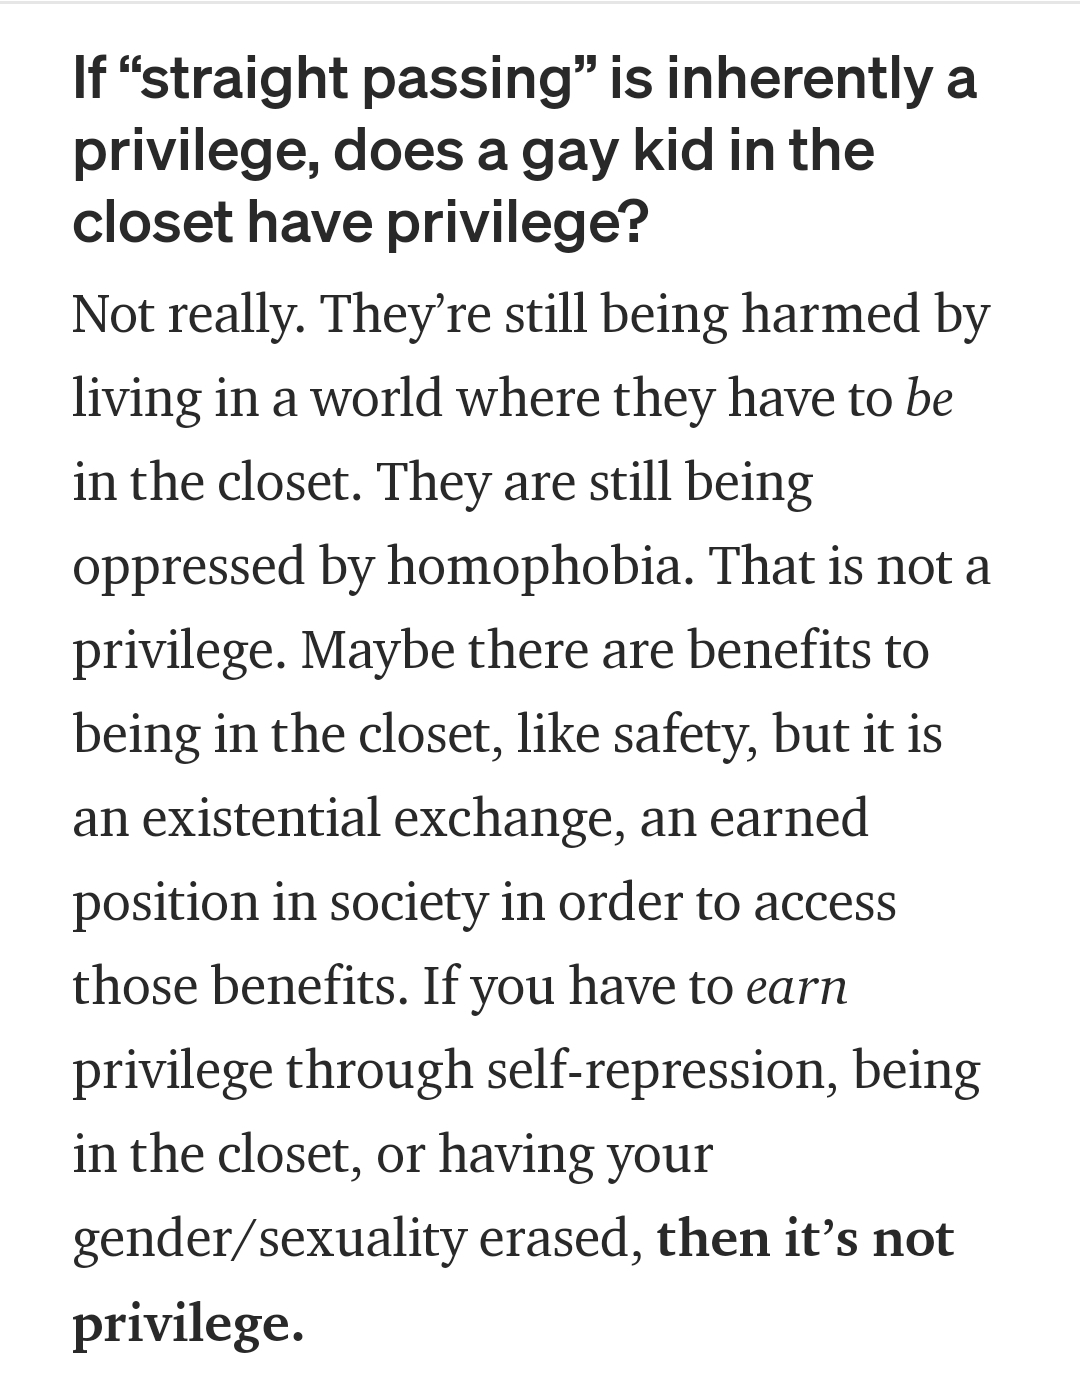 If “straight passing” is inherently a
privilege, does a gay kid in the
closet have privilege?
Not really. They’re still being harmed by
living in a world where they have to be
in the closet. They are still being
oppressed by homophobia. That is not a
privilege. Maybe there are benefits to
being in the closet, like safety, but it is
an existential exchange, an earned
position in society in order to access
those benefits. If you have to earn
privilege through self-repression, being
in the closet, or having your
gender/sexuality erased, then it’s not
privilege.